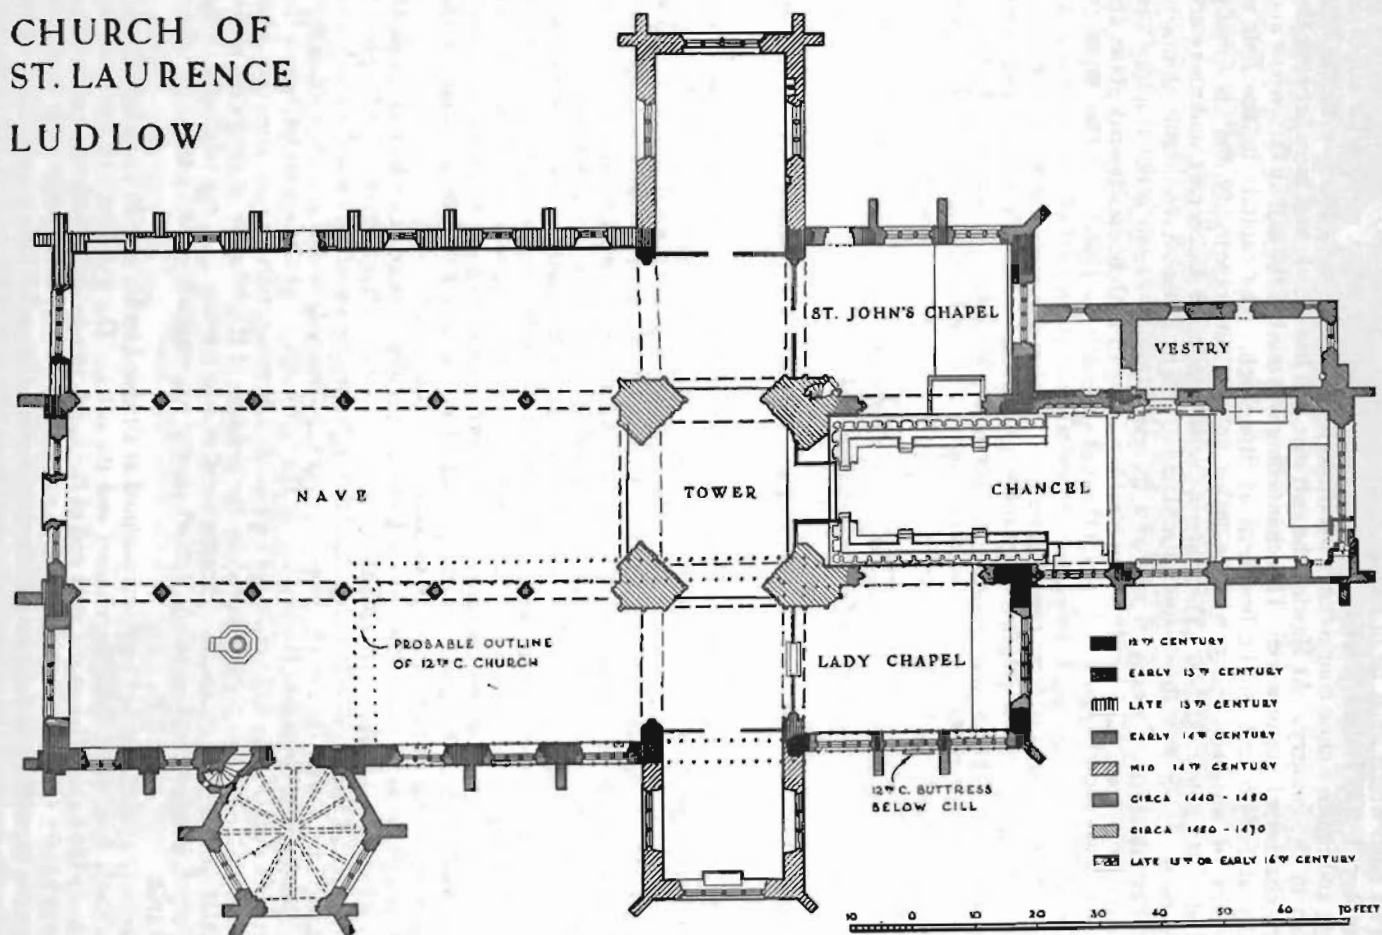 CHURCH OF
ST. LAURENCE
LUDLOW
ST. JOHN'S CHAPEL
VESTRY
NAVE
TOWER
CHANCEL
PROBABLE OUTLINE
OF 12TH C. CHURCH
LADY CHAPEL
12TH C. BUTTRESS
BELOW CILL
12TH CENTURY
EARLY 13TH CENTURY
LATE 13TH CENTURY
EARLY 14TH CENTURY
MID 14TH CENTURY
CIRCA 1440 - 1450
CIRCA 1450 - 1470
LATE 15TH OR EARLY 16TH CENTURY
10 0 10 20 30 40 50 60 70 FEET